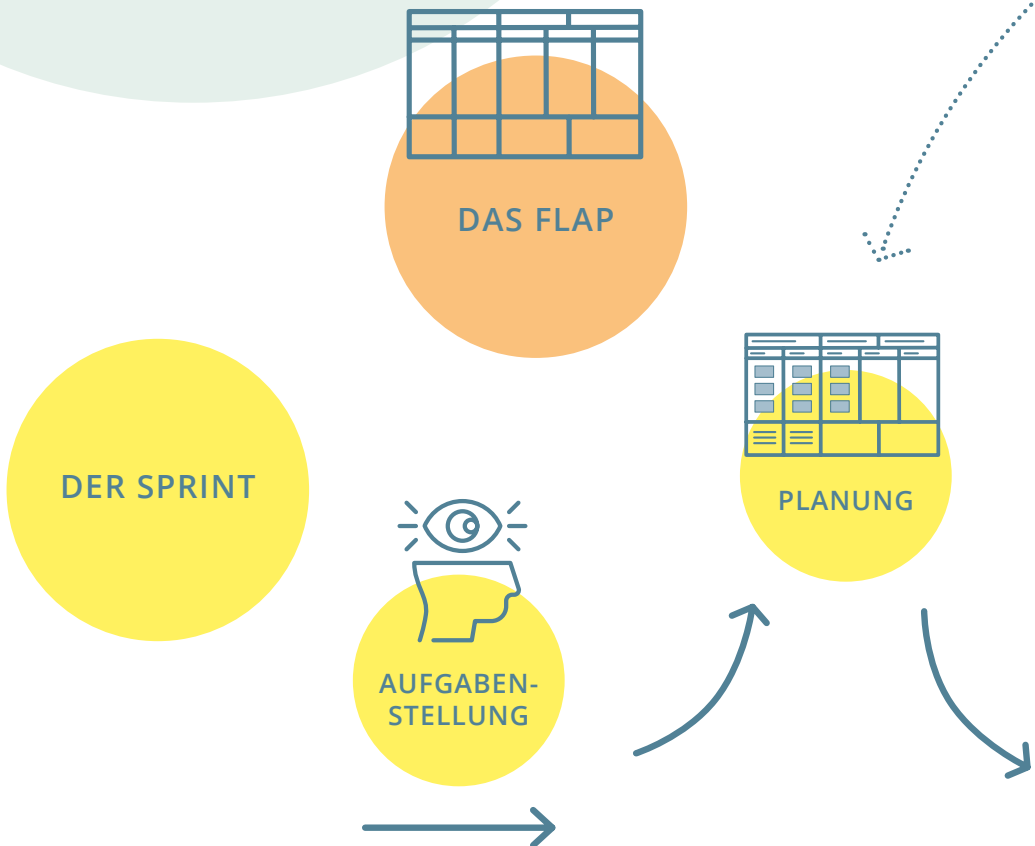 DAS FLAP
DER SPRINT
PLANUNG
AUFGABEN-
STELLUNG